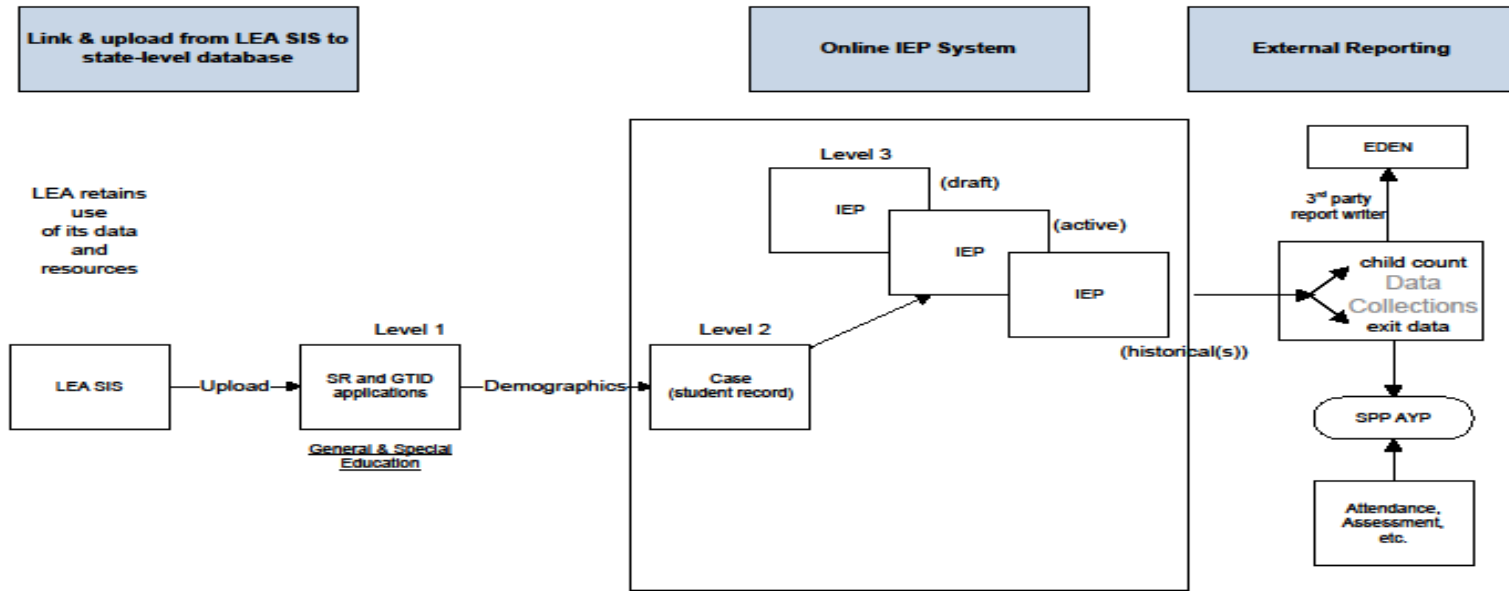 Link & upload from LEA SIS to
state-level database
Online IEP System
External Reporting
LEA retains
use
of its data
and
resources
Level 3
IEP
(draft)
IEP
(active)
IEP
(historical(s))
EDEN
3rd party
report writer
child count
Data
Collections
exit data
Level 1
Level 2
LEA SIS
Upload
SR and GTID
applications
Demographics
Case
(student record)
General & Special
Education
SPP AYP
Attendance,
Assessment,
etc.